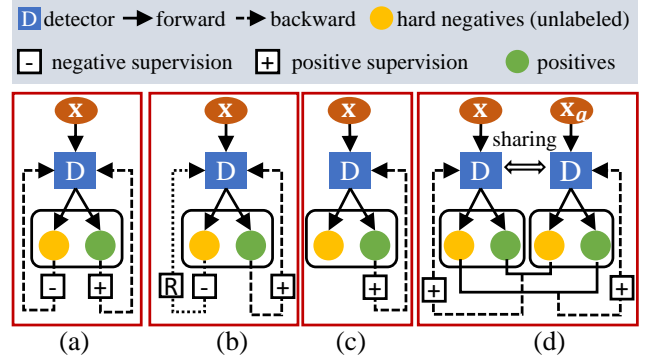 D detector forward backward hard negatives (unlabeled)
- negative supervision + positive supervision positives
x x x x xₐ
sharing
D D D D D
- + R - + + + +
(a) (b) (c) (d)